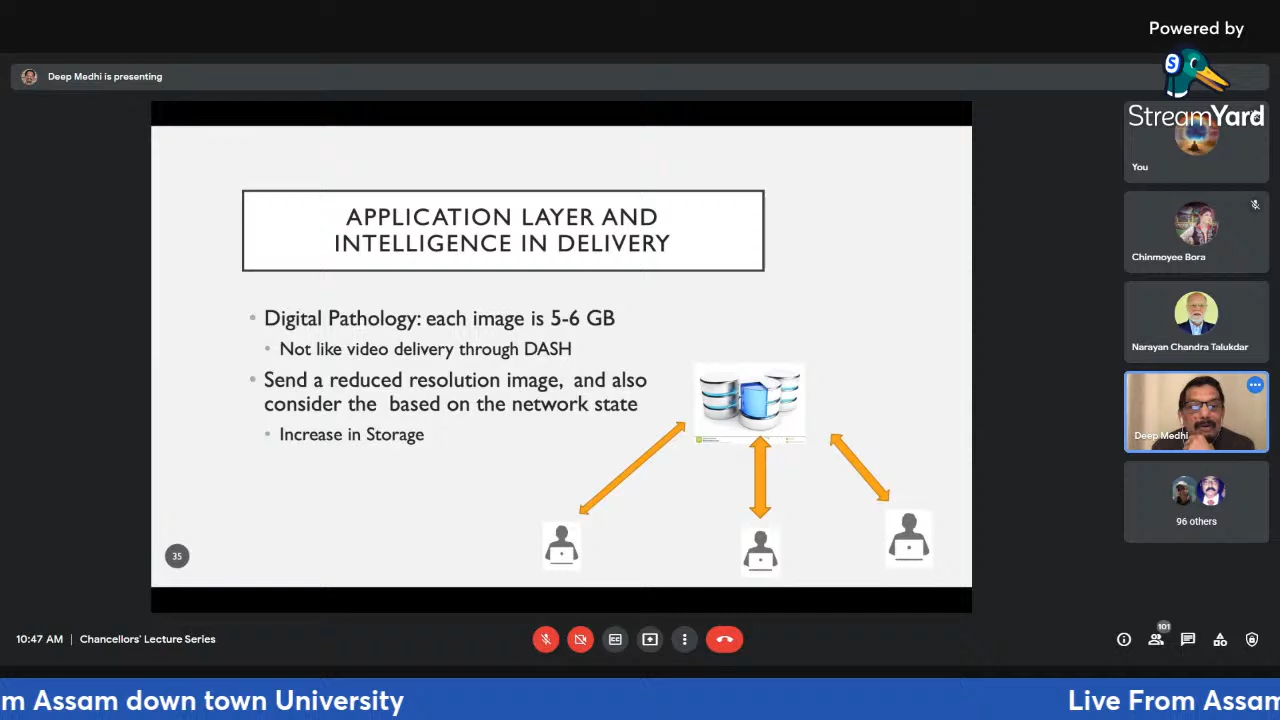 Powered by
StreamYard
Deep Medhi is presenting
You
APPLICATION LAYER AND
INTELLIGENCE IN DELIVERY
Digital Pathology: each image is 5-6 GB
Not like video delivery through DASH
Send a reduced resolution image, and also
consider the based on the network state
Increase in Storage
35
Chinmoyee Bora
Narayan Chandra Talukdar
Deep Medhi
96 others
10:47 AM | Chancellors' Lecture Series
101
m Assam down town University
Live From Assam